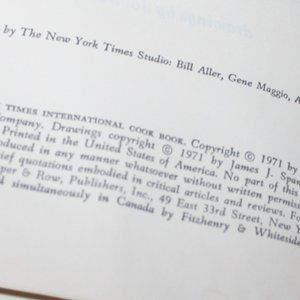 by The New York Times Studio: Bill Aller, Gene Maggio, A
TIMES INTERNATIONAL COOK BOOK. Copyright © 1971 by
Company. Drawings copyright © 1971 by James J. Spa
Printed in the United States of America. No part of this
duced in any manner whatsoever without written permis
ief quotations embodied in critical articles and reviews. Fo
per & Row, Publishers, Inc., 49 East 33rd Street, New Y
d simultaneously in Canada by Fitzhenry & Whiteside